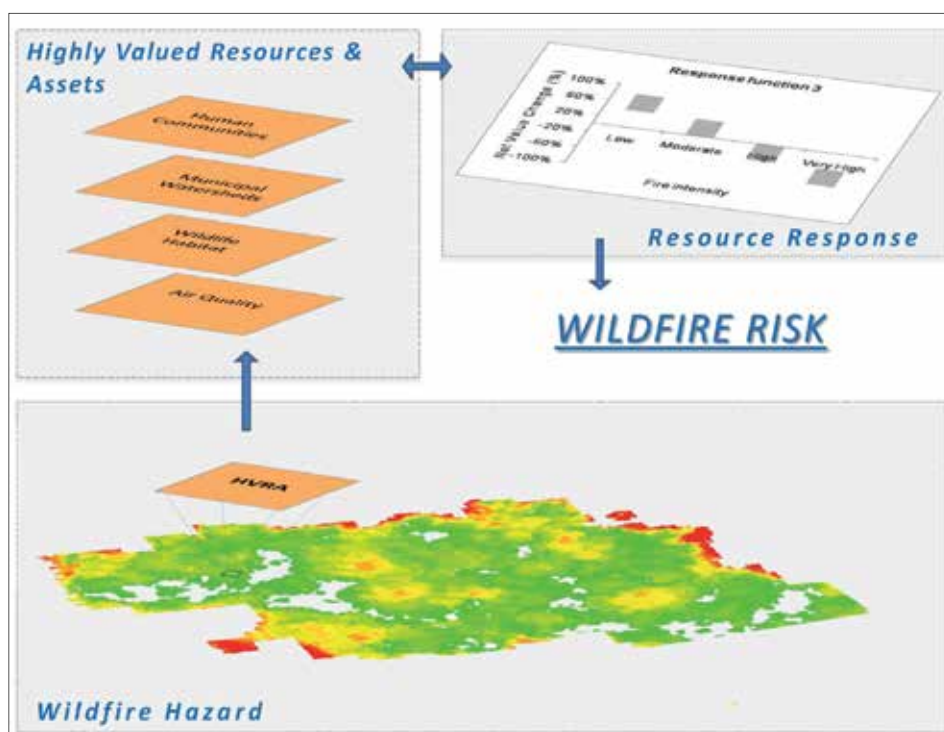 Highly Valued Resources &
Assets
Human
Communities
Municipal
Watersheds
Wildlife
Habitat
Air Quality
Response function 3
Net Value Change (%)
100%
60%
20%
-20%
-60%
-100%
Low
Moderate
High
Very High
Fire intensity
Resource Response
WILDFIRE RISK
HVRA
Wildfire Hazard